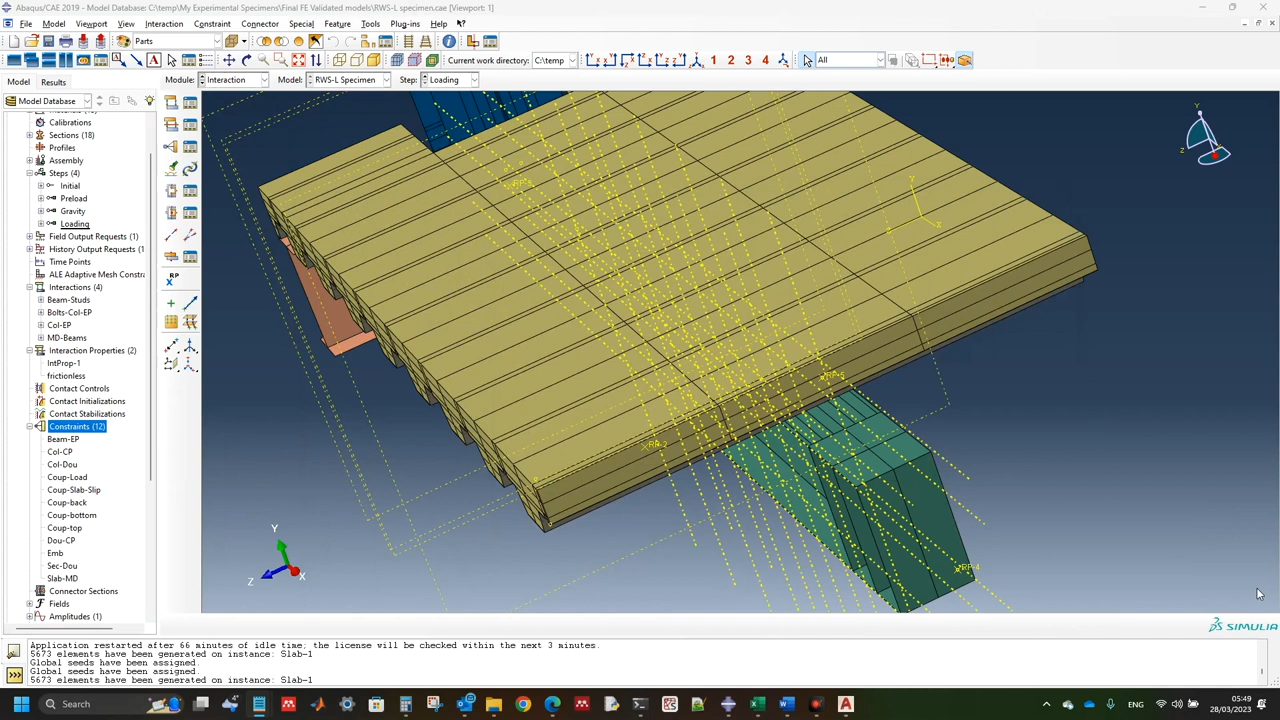 Abaqus/CAE 2019 - Model Database: C:\temp\My Experimental Specimens\Final FE Validated models\RWS-L specimen.cae [Viewport: 1]
File Model Viewport View Interaction Constraint Connector Special Feature Tools Plug-ins Help
Parts
Current work directory: C:\temp 1 2 3 4 All
Model Results Module: Interaction Model: RWS-L Specimen Step: Loading
Model Database
Calibrations
Sections (18)
Profiles
Assembly
Steps (4)
Initial
Preload
Gravity
Loading
Field Output Requests (1)
History Output Requests (1
Time Points
ALE Adaptive Mesh Constra
Interactions (4)
Beam-Studs
Bolts-Col-EP
Col-EP
MD-Beams
Interaction Properties (2)
IntProp-1
frictionless
Contact Controls
Contact Initializations
Contact Stabilizations
Constraints (12)
Beam-EP
Col-CP
Col-Dou
Coup-Load
Coup-Slab-Slip
Coup-back
Coup-bottom
Coup-top
Dou-CP
Emb
Sec-Dou
Slab-MD
Connector Sections
Fields
Amplitudes (1)
RP
X
RP-5
RP-2
RP-4
Y
Z
Y
Z
X
SIMULIA
Application restarted after 66 minutes of idle time; the license will be checked within the next 3 minutes.
5673 elements have been generated on instance: Slab-1
Global seeds have been assigned.
Global seeds have been assigned.
5673 elements have been generated on instance: Slab-1
Search
05:49
28/03/2023